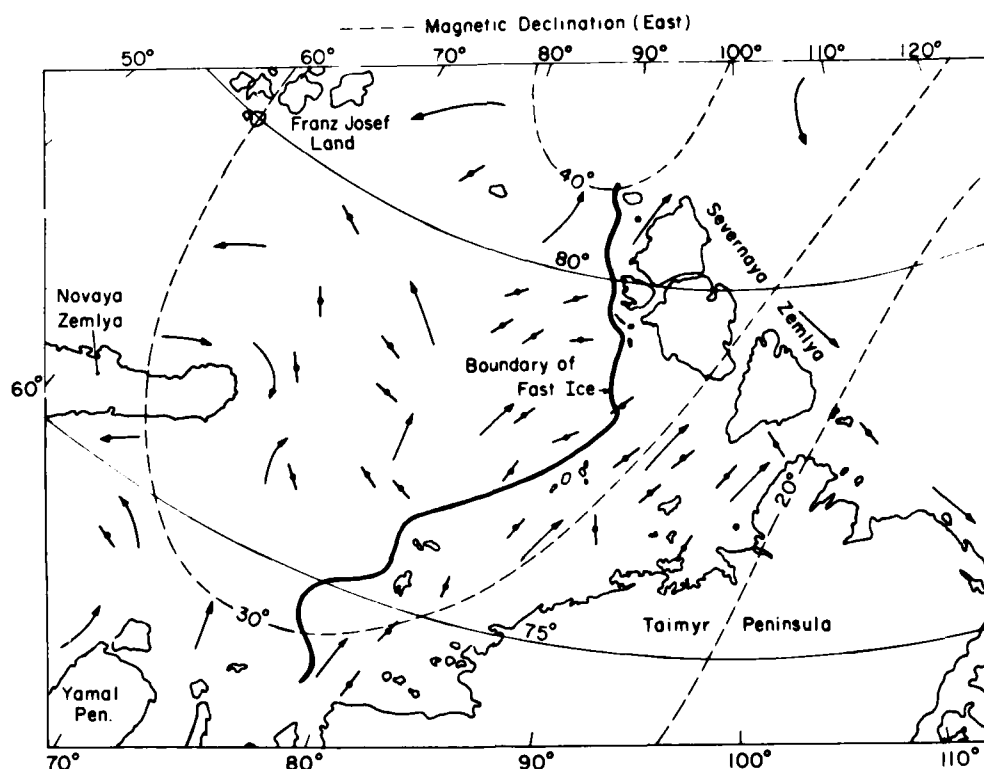 ---- Magnetic Declination (East)
50° 60° 70° 80° 90° 100° 110° 120°
Franz Josef
Land
40°
Severnaya
Zemlya
80°
Novaya
Zemlya
Boundary of
Fast Ice
60°
20°
30°
75°
Taimyr Peninsula
Yamal
Pen.
70° 80° 90° 100° 110°